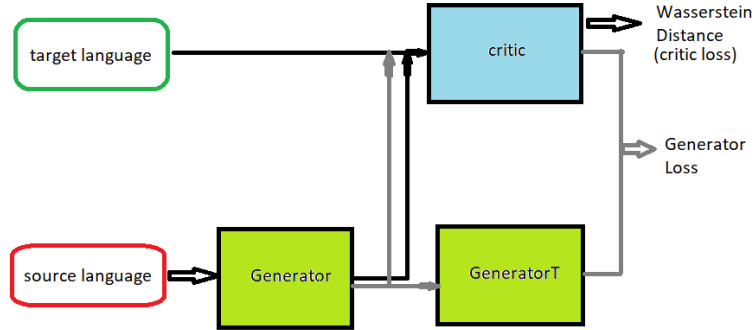 target language
critic
Wasserstein
Distance
(critic loss)
Generator
Loss
source language
Generator
GeneratorT